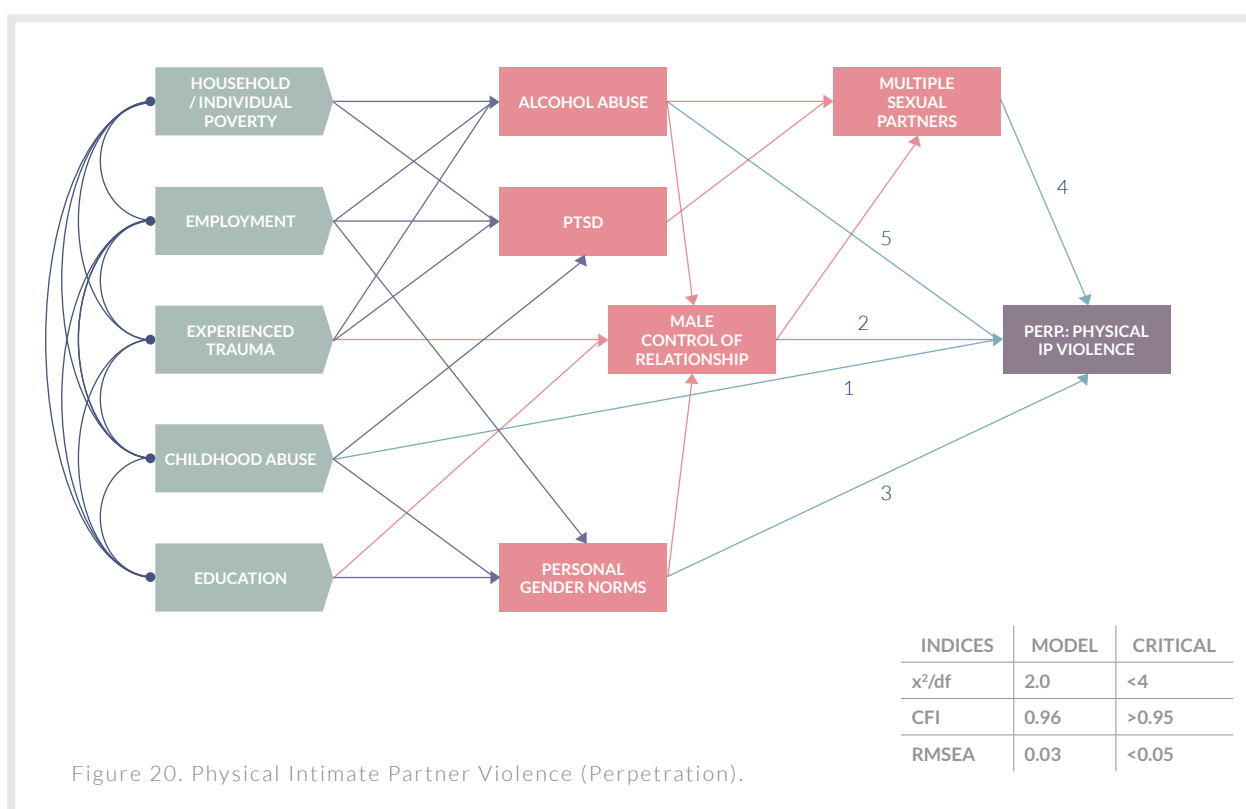 HOUSEHOLD
/ INDIVIDUAL
POVERTY
ALCOHOL ABUSE
MULTIPLE
SEXUAL
PARTNERS
4
EMPLOYMENT
PTSD
5
EXPERIENCED
TRAUMA
MALE
CONTROL OF
RELATIONSHIP
2
PERP.: PHYSICAL
IP VIOLENCE
1
CHILDHOOD ABUSE
3
EDUCATION
PERSONAL
GENDER NORMS
INDICES MODEL CRITICAL
x²/df 2.0 <4
CFI 0.96 >0.95
RMSEA 0.03 <0.05
Figure 20. Physical Intimate Partner Violence (Perpetration).